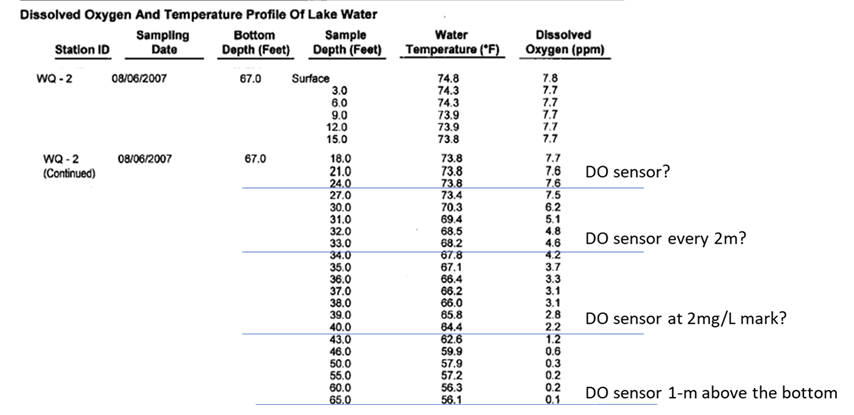 Dissolved Oxygen And Temperature Profile Of Lake Water
Sampling Bottom Sample Water Dissolved
Station ID Date Depth (Feet) Depth (Feet) Temperature (°F) Oxygen (ppm)
WQ - 2 08/06/2007 67.0 Surface 74.8 7.8
3.0 74.3 7.7
6.0 74.3 7.7
9.0 73.9 7.7
12.0 73.9 7.7
15.0 73.8 7.7
WQ - 2 08/06/2007 67.0 18.0 73.8 7.7
(Continued) 21.0 73.8 7.6 DO sensor?
24.0 73.8 7.6
27.0 73.4 7.5
30.0 70.3 6.2
31.0 69.4 5.1
32.0 68.5 4.8
33.0 68.2 4.6 DO sensor every 2m?
34.0 67.8 4.2
35.0 67.1 3.7
36.0 66.4 3.3
37.0 66.2 3.1
38.0 66.0 3.1
39.0 65.8 2.8 DO sensor at 2mg/L mark?
40.0 64.4 2.2
43.0 62.6 1.2
46.0 59.9 0.6
50.0 57.9 0.3
55.0 57.2 0.2
60.0 56.3 0.2 DO sensor 1-m above the bottom
65.0 56.1 0.1